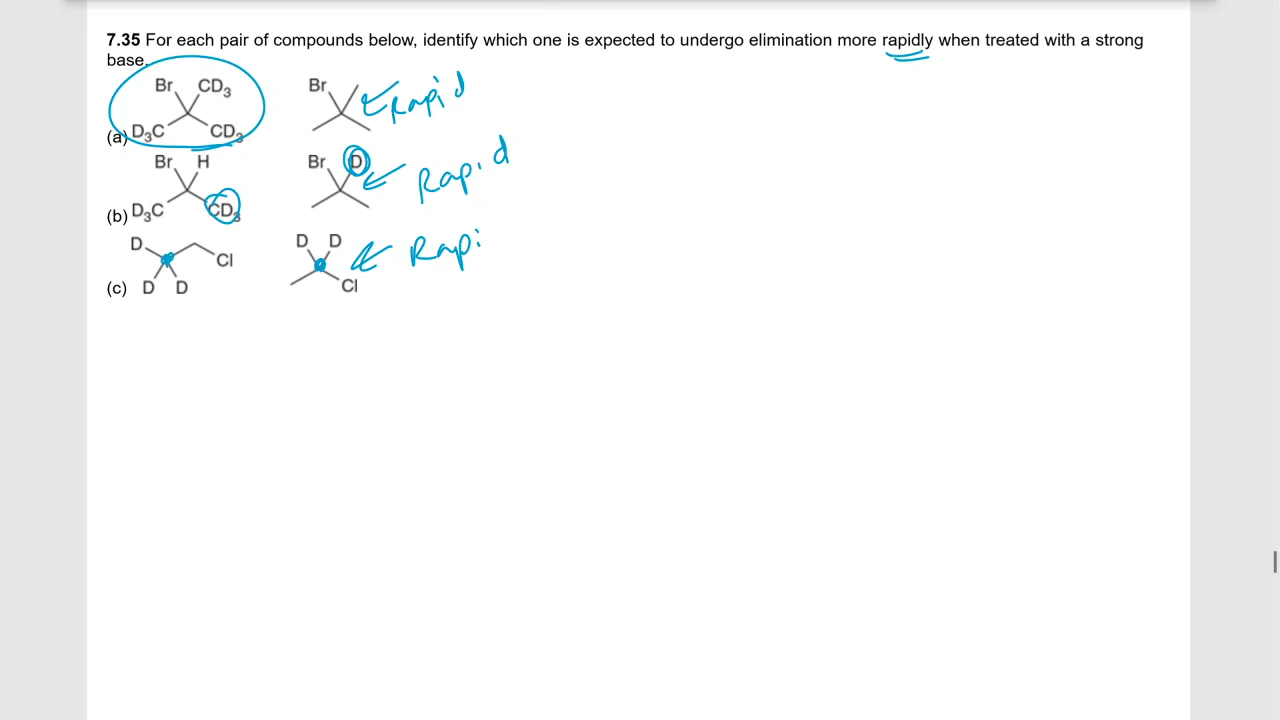 7.35 For each pair of compounds below, identify which one is expected to undergo elimination more rapidly when treated with a strong
base.
Br CD3 Br Rapid
(a) D3C CD3
Br H Br D Rapid
(b) D3C CD3
D Cl D D Rapi
(c) D D Cl